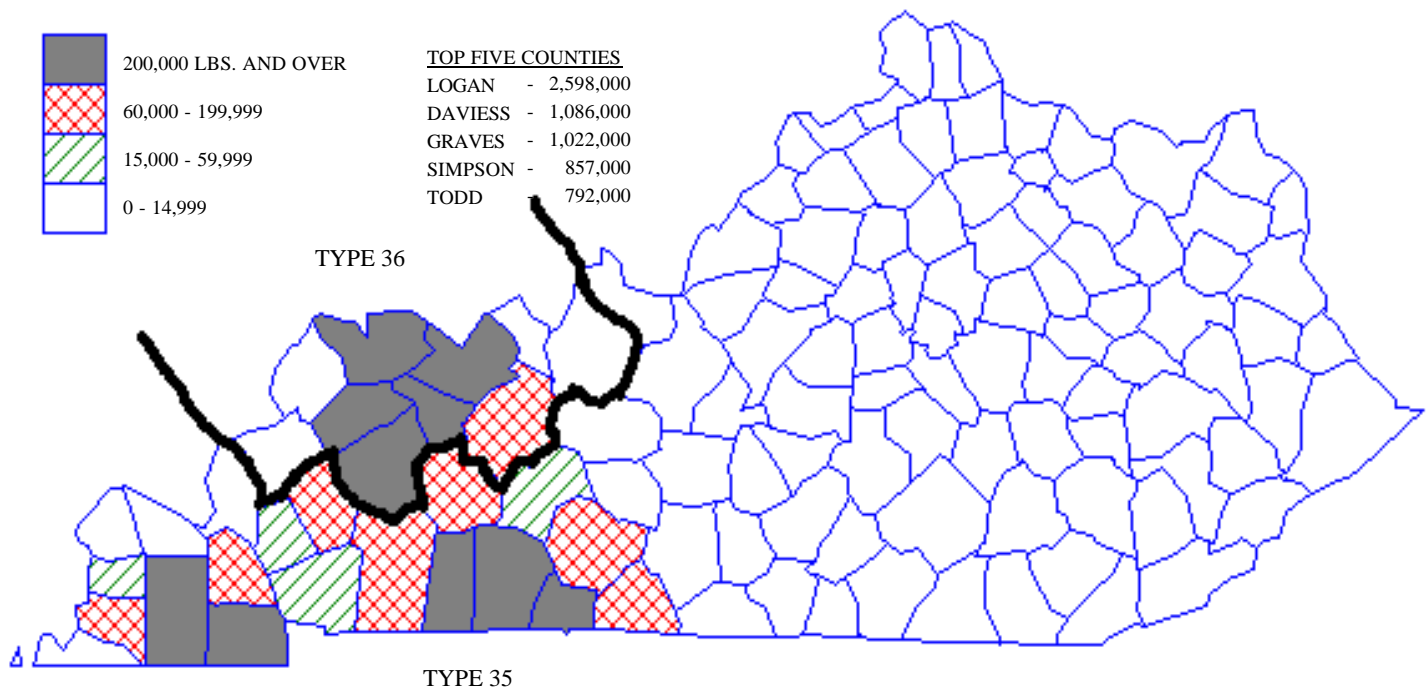 200,000 LBS. AND OVER
60,000 - 199,999
15,000 - 59,999
0 - 14,999
TOP FIVE COUNTIES
LOGAN - 2,598,000
DAVIESS - 1,086,000
GRAVES - 1,022,000
SIMPSON - 857,000
TODD - 792,000
TYPE 36
TYPE 35